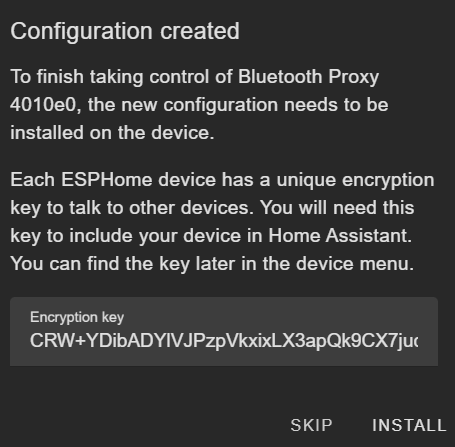 Configuration created
To finish taking control of Bluetooth Proxy
4010e0, the new configuration needs to be
installed on the device.
Each ESPHome device has a unique encryption
key to talk to other devices. You will need this
key to include your device in Home Assistant.
You can find the key later in the device menu.
Encryption key
CRW+YDibADYlVJPzpVkxixLX3apQk9CX7juc
SKIP INSTALL